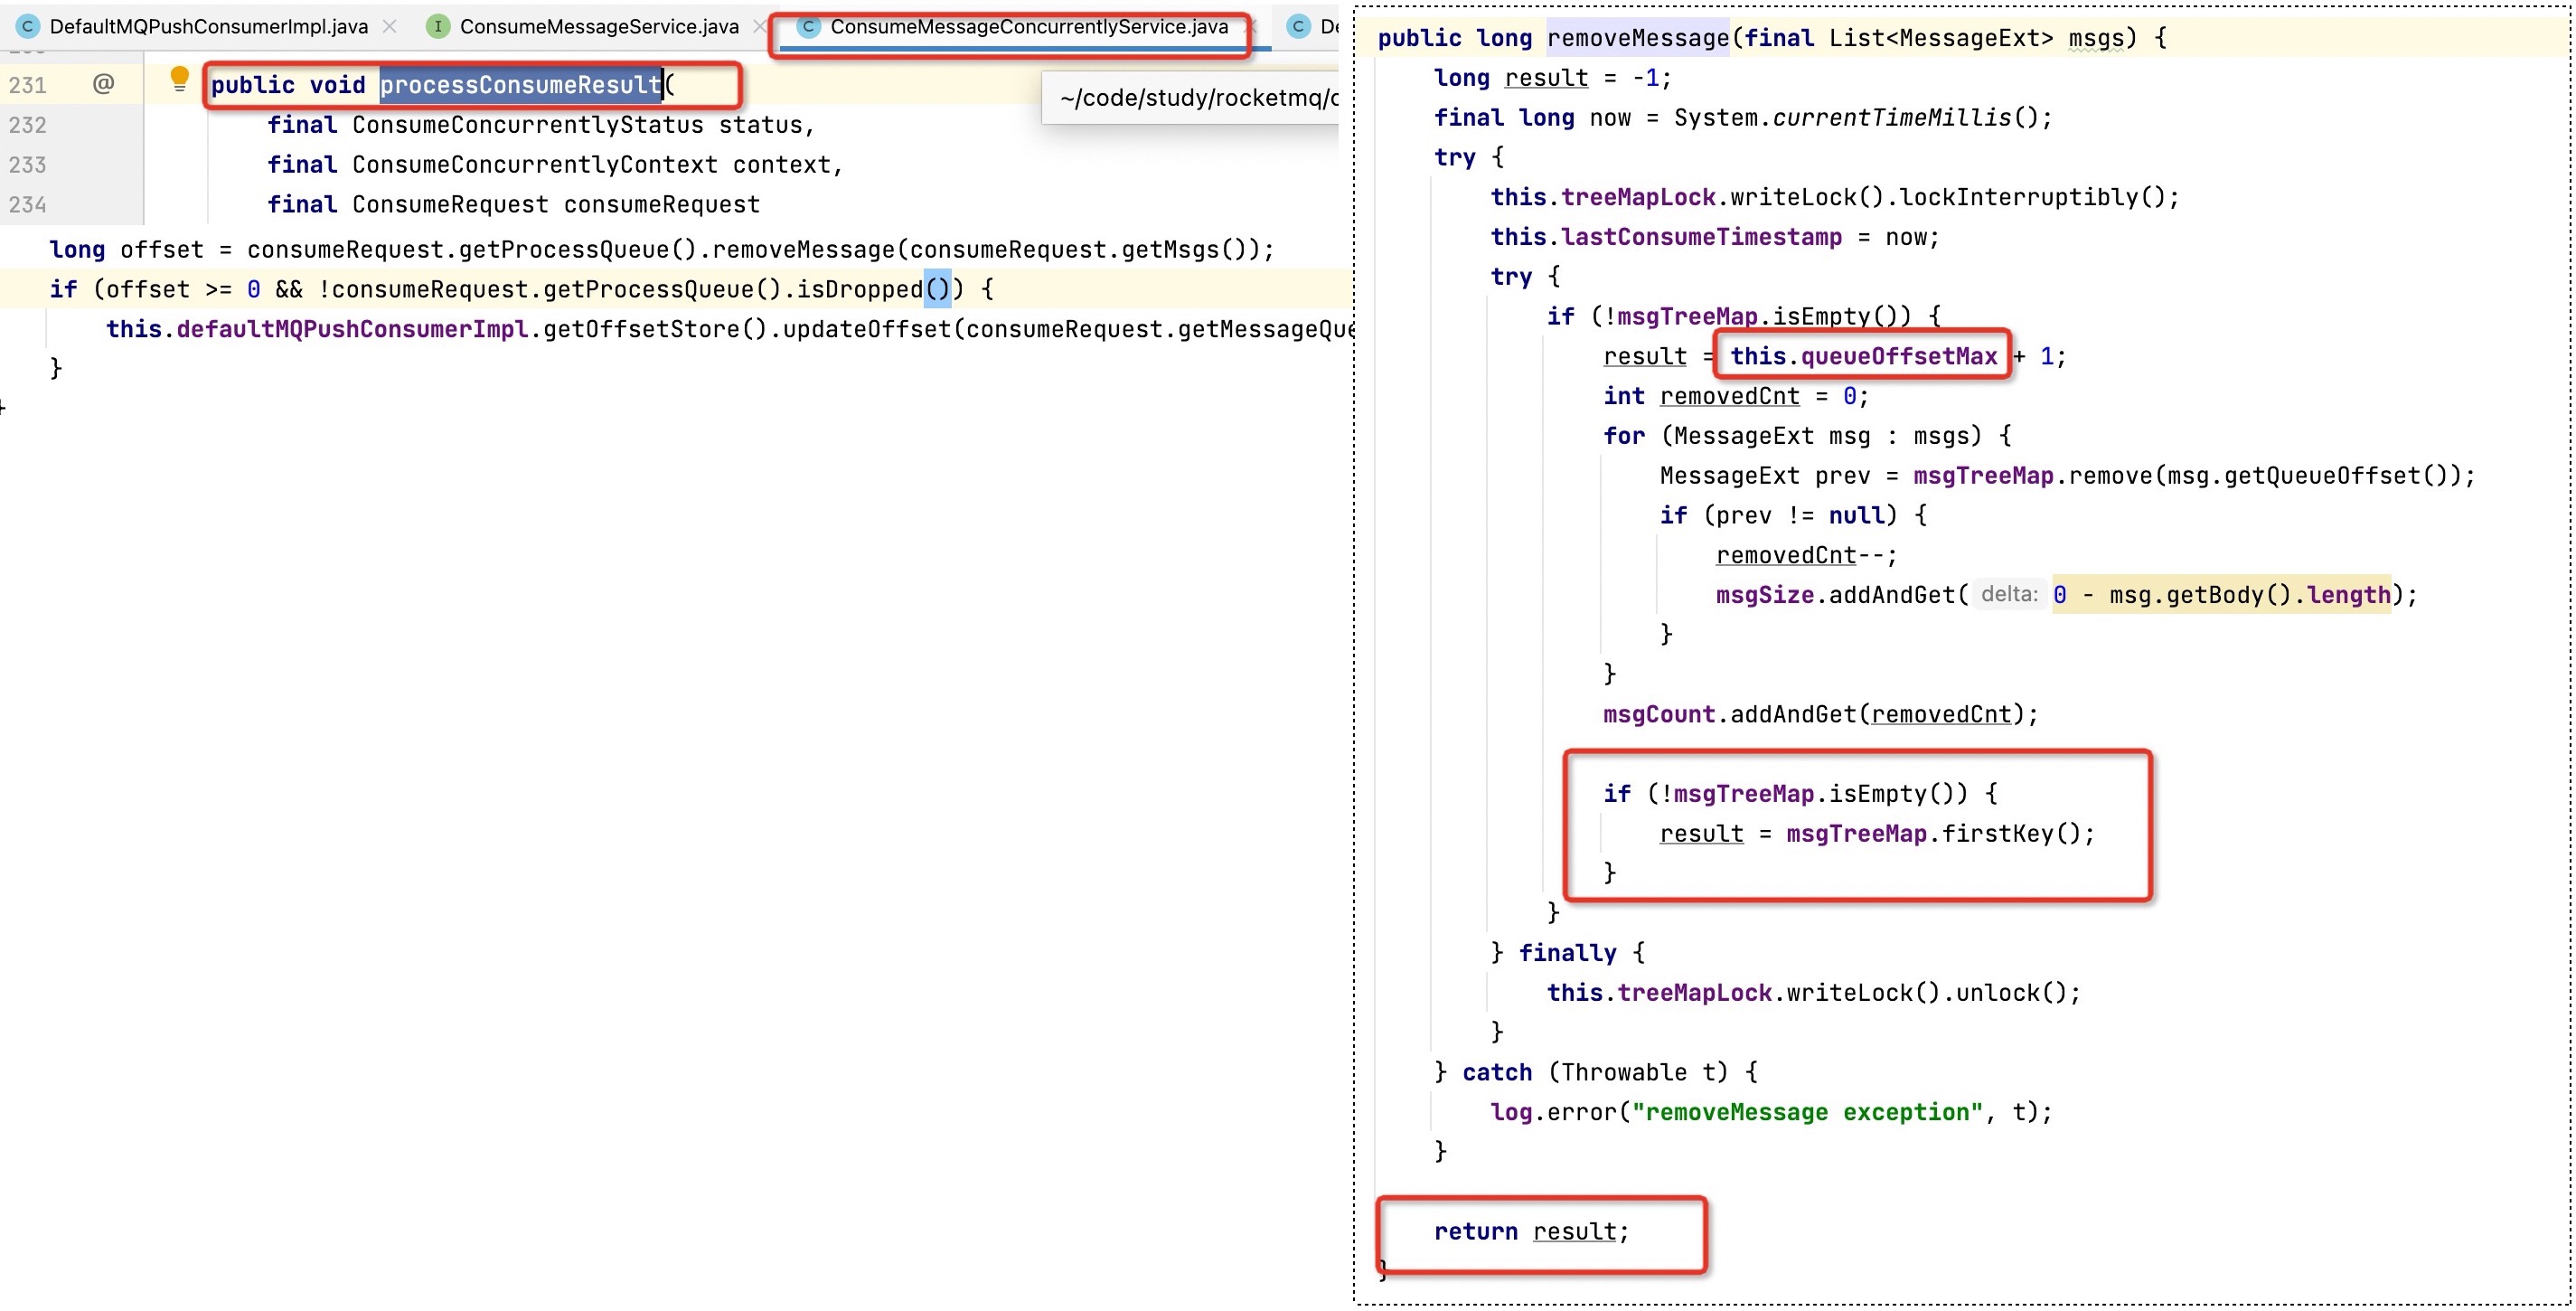 DefaultMQPushConsumerImpl.java
ConsumeMessageService.java
ConsumeMessageConcurrentlyService.java
De
231 @ public void processConsumeResult(
~/code/study/rocketmq/c
232 final ConsumeConcurrentlyStatus status,
233 final ConsumeConcurrentlyContext context,
234 final ConsumeRequest consumeRequest
long offset = consumeRequest.getProcessQueue().removeMessage(consumeRequest.getMsgs());
if (offset >= 0 && !consumeRequest.getProcessQueue().isDropped()) {
this.defaultMQPushConsumerImpl.getOffsetStore().updateOffset(consumeRequest.getMessageQue
}
public long removeMessage(final List<MessageExt> msgs) {
long result = -1;
final long now = System.currentTimeMillis();
try {
this.treeMapLock.writeLock().lockInterruptibly();
this.lastConsumeTimestamp = now;
try {
if (!msgTreeMap.isEmpty()) {
result = this.queueOffsetMax + 1;
int removedCnt = 0;
for (MessageExt msg : msgs) {
MessageExt prev = msgTreeMap.remove(msg.getQueueOffset());
if (prev != null) {
removedCnt--;
msgSize.addAndGet( delta: 0 - msg.getBody().length);
}
}
msgCount.addAndGet(removedCnt);
if (!msgTreeMap.isEmpty()) {
result = msgTreeMap.firstKey();
}
}
} finally {
this.treeMapLock.writeLock().unlock();
}
} catch (Throwable t) {
log.error("removeMessage exception", t);
}
return result;
}